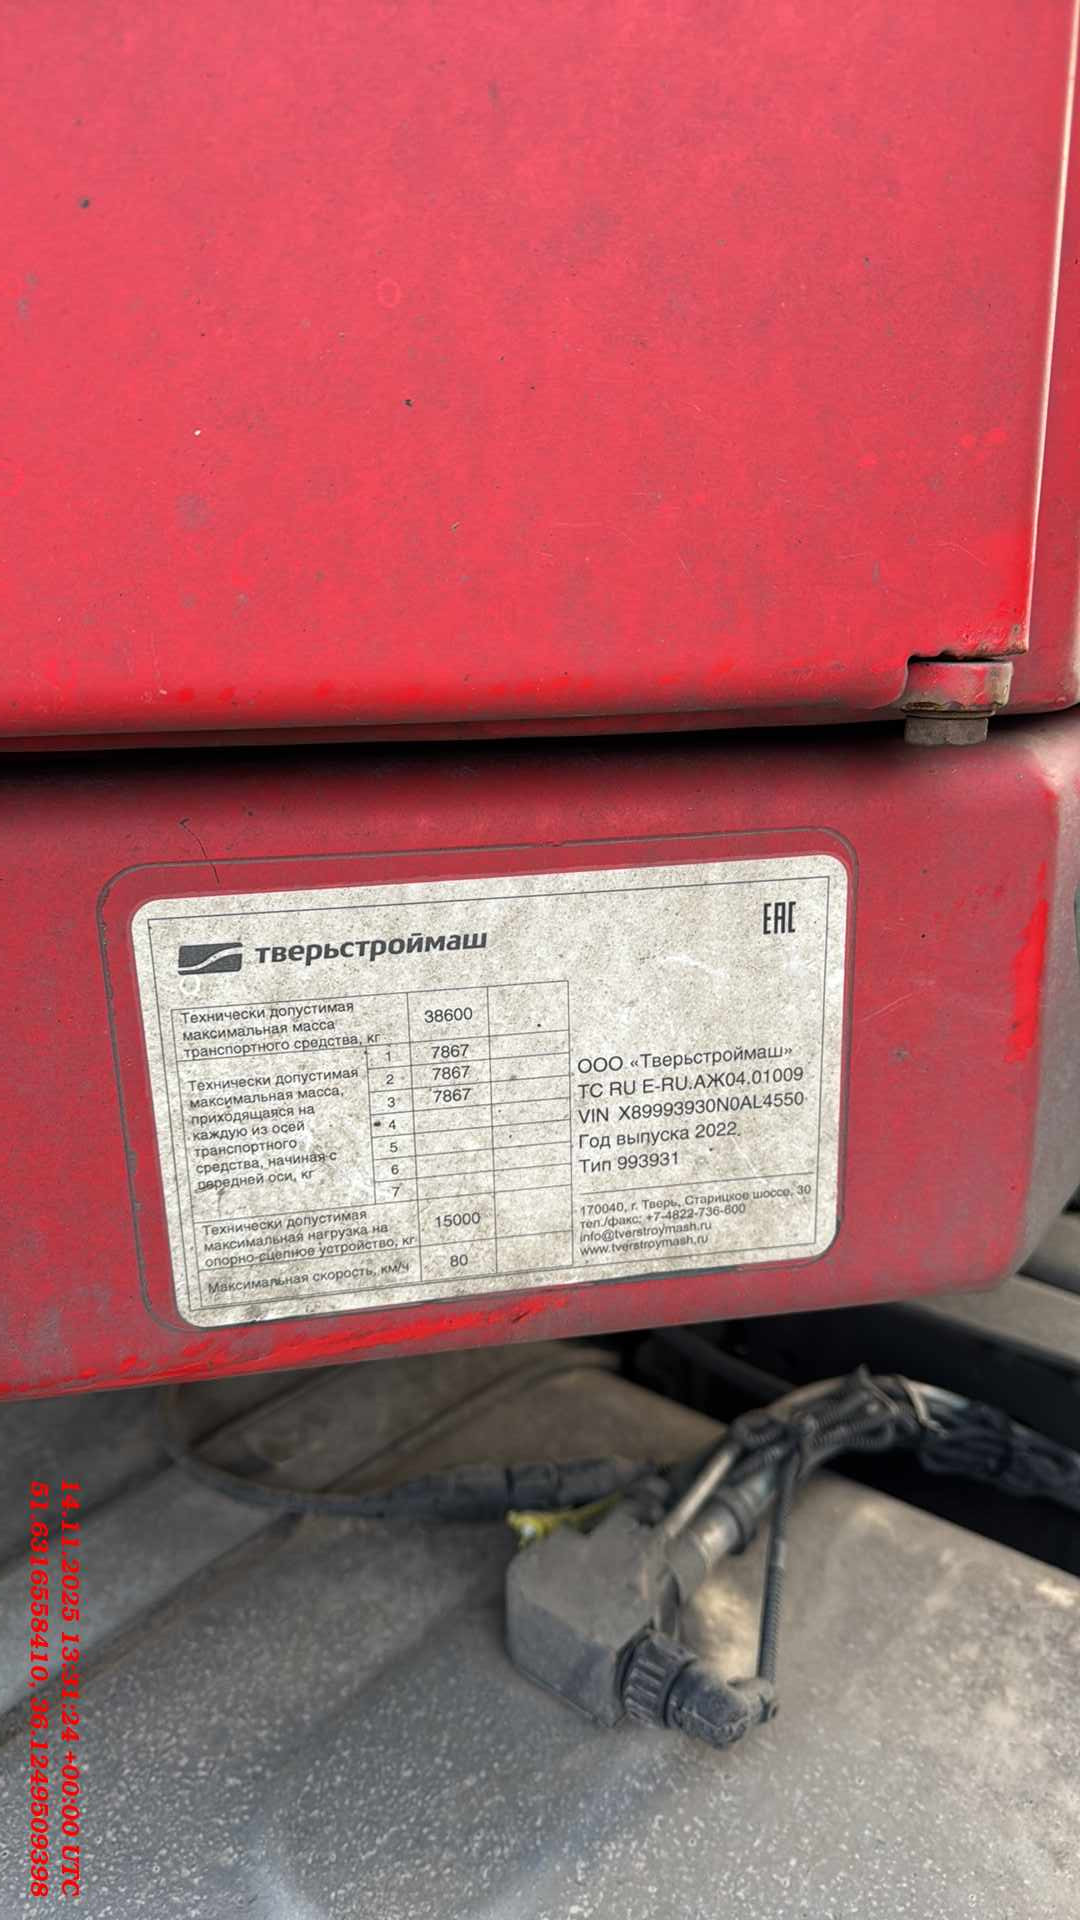 тверьстроймаш
EAC
Технически допустимая
максимальная масса
транспортного средства, кг
38600
Технически допустимая
максимальная масса,
приходящаяся на
каждую из осей
транспортного
средства, начиная с
передней оси, кг
1 7867
2 7867
3 7867
4
5
6
7
Технически допустимая
максимальная нагрузка на
опорно-сцепное устройство, кг
15000
Максимальная скорость, км/ч
80
ООО «Тверьстроймаш»
ТС RU E-RU.АЖ04.01009
VIN X89993930N0AL4550
Год выпуска 2022
Тип 993931
170040, г. Тверь, Старицкое шоссе, 30
тел./факс: +7-4822-736-600
info@tverstroymash.ru
www.tverstroymash.ru
14.11.2025 13:31:24 +00:00 UTC
51.6316558410, 36.1249509398